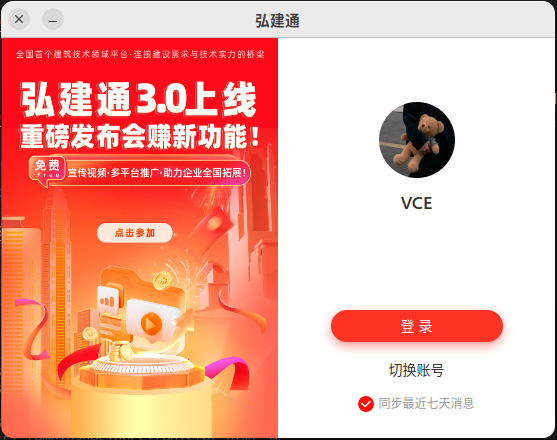 弘建通
全国首个建筑技术领域平台·连接建设需求与技术实力的桥梁
弘建通3.0上线
重磅发布会赚新功能！
免费
Free
宣传视频·多平台推广·助力企业全国拓展！
点击参加
VCE
登录
切换账号
同步最近七天消息